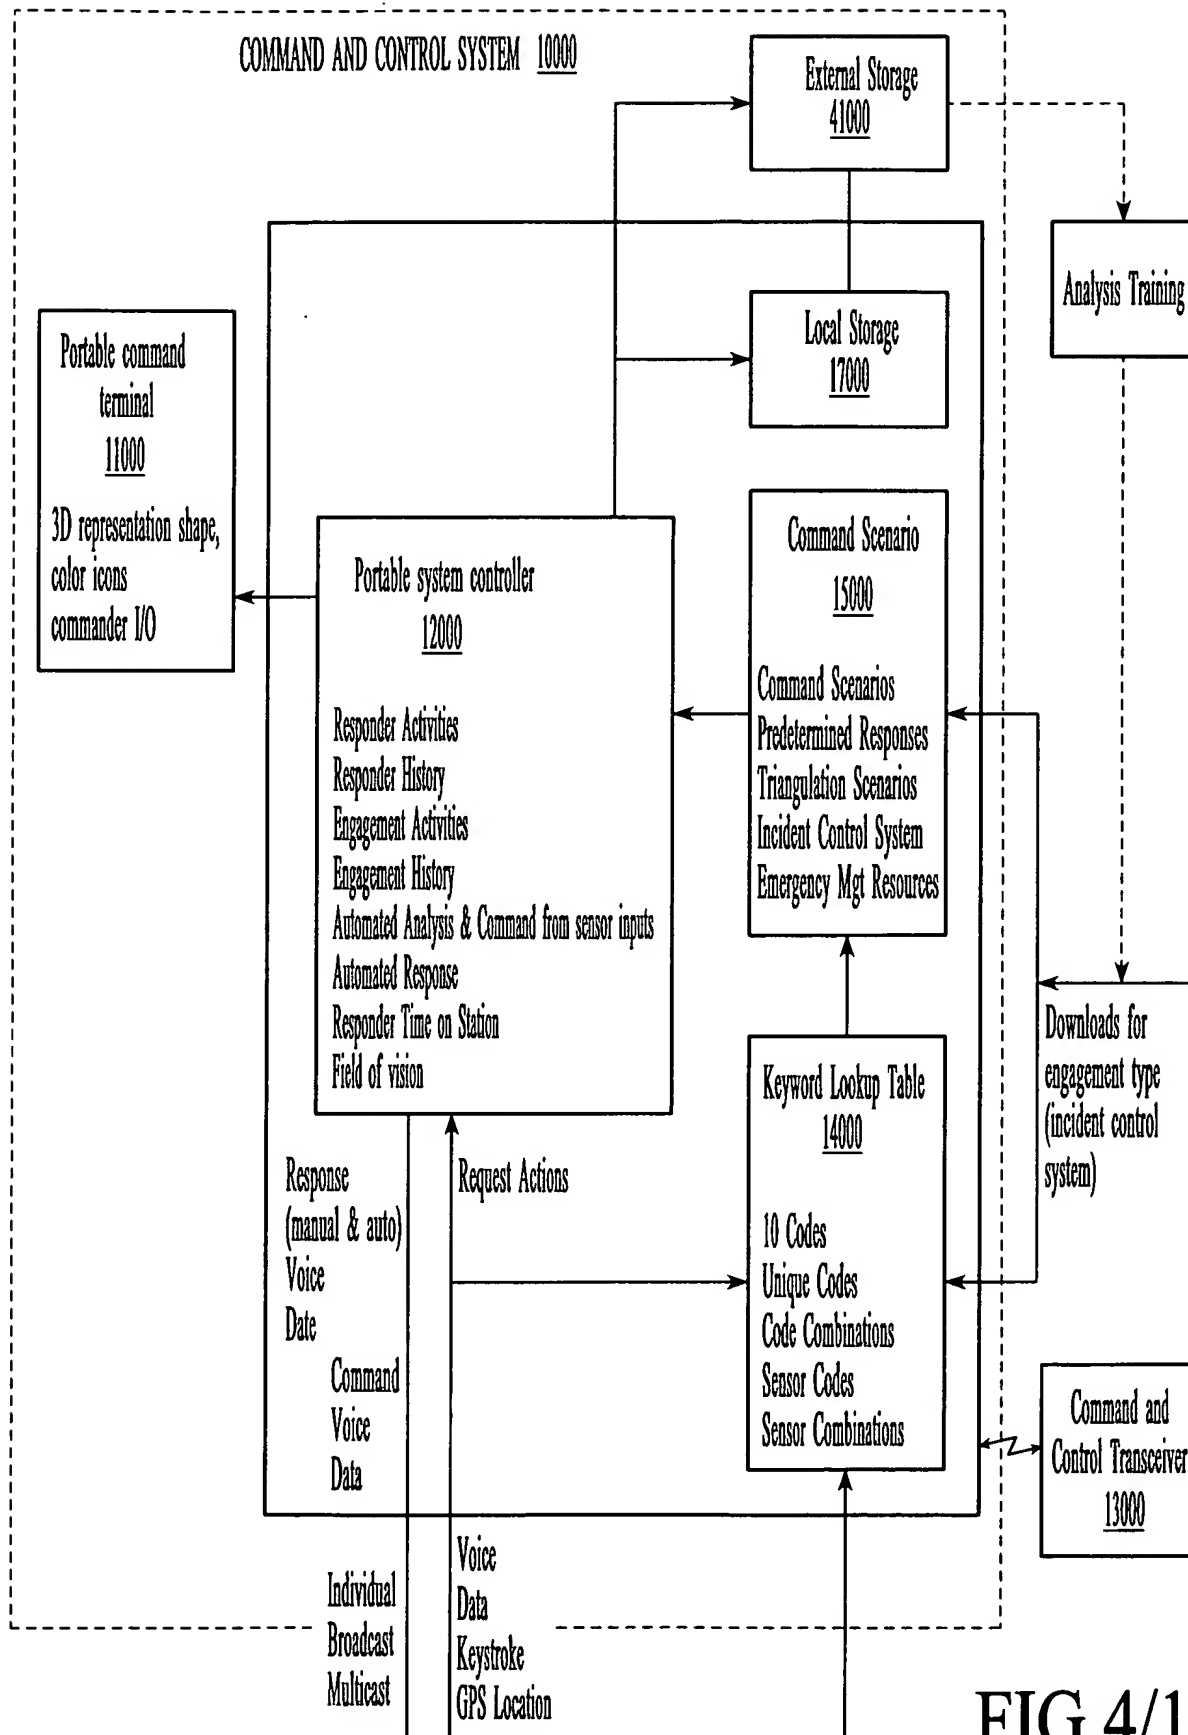 COMMAND AND CONTROL SYSTEM 10000
External Storage
41000
Analysis Training
Local Storage
17000
Portable command
terminal
11000
3D representation shape,
color icons
commander I/O
Portable system controller
12000
Responder Activities
Responder History
Engagement Activities
Engagement History
Automated Analysis & Command from sensor inputs
Automated Response
Responder Time on Station
Field of vision
Command Scenario
15000
Command Scenarios
Predetermined Responses
Triangulation Scenarios
Incident Control System
Emergency Mgt Resources
Downloads for
engagement type
(incident control
system)
Keyword Lookup Table
14000
10 Codes
Unique Codes
Code Combinations
Sensor Codes
Sensor Combinations
Response
(manual & auto)
Voice
Date
Request Actions
Command
Voice
Data
Command and
Control Transceiver
13000
Individual
Broadcast
Multicast
Voice
Data
Keystroke
GPS Location
FIG.4/1